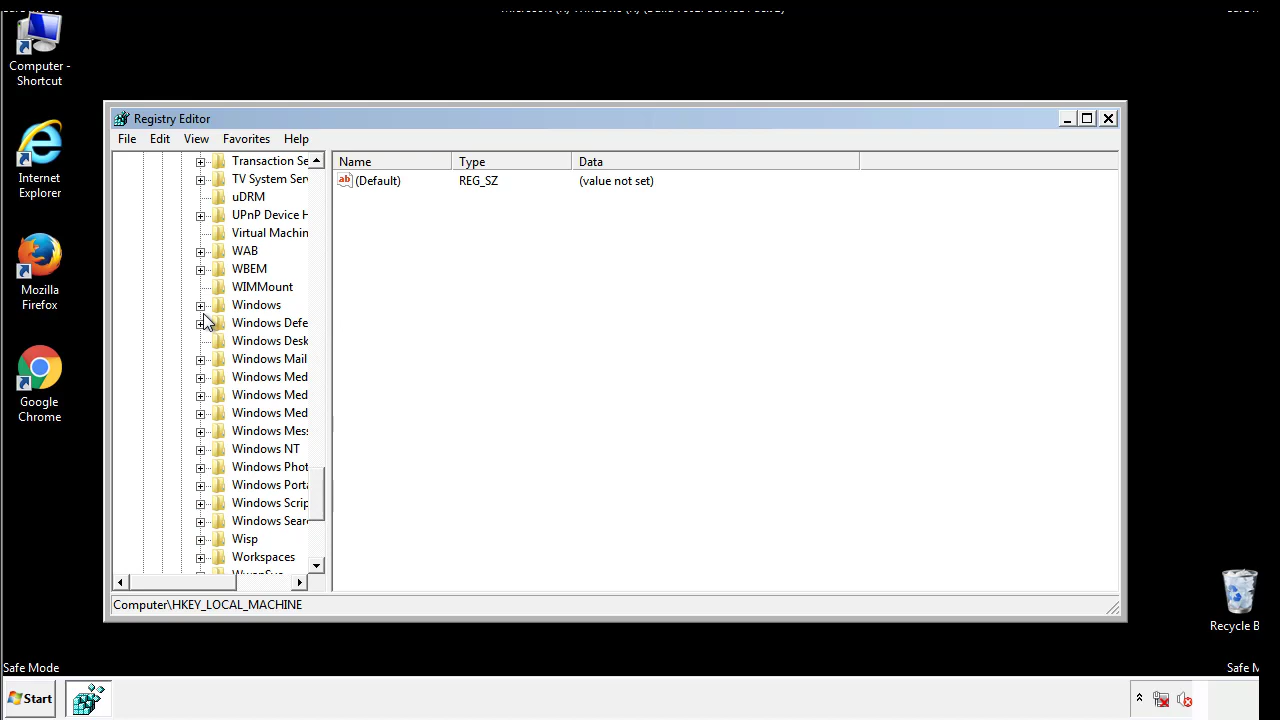 Computer -
Shortcut
Internet
Explorer
Mozilla
Firefox
Google
Chrome
Registry Editor
File Edit View Favorites Help
Transaction Se
TV System Serv
uDRM
UPnP Device H
Virtual Machin
WAB
WBEM
WIMMount
Windows
Windows Defe
Windows Desk
Windows Mail
Windows Med
Windows Med
Windows Med
Windows Mess
Windows NT
Windows Phot
Windows Porta
Windows Scrip
Windows Sear
Wisp
Workspaces
Name Type Data
(Default) REG_SZ (value not set)
Computer\HKEY_LOCAL_MACHINE
Recycle B
Safe Mode
Safe M
Start